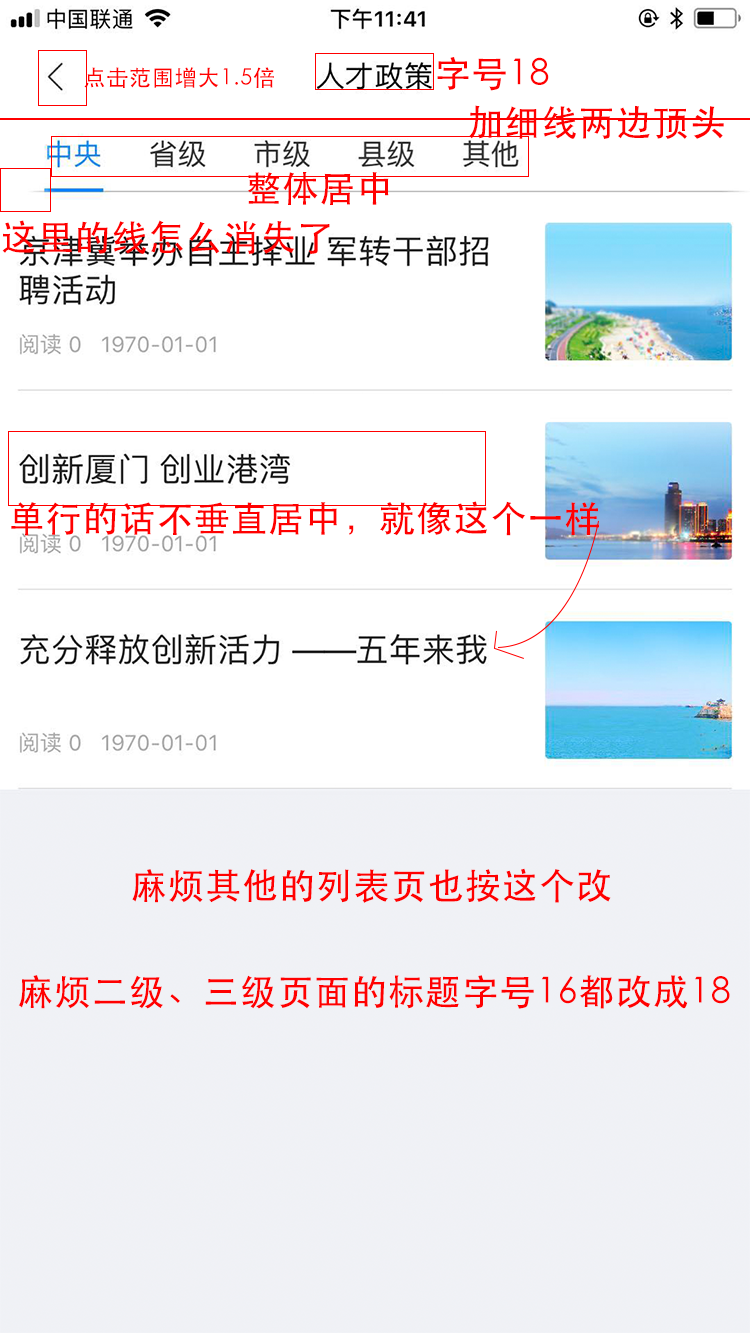 中国联通 下午11:41
点击范围增大1.5倍 人才政策 字号18
加细线两边顶头
中央 省级 市级 县级 其他
整体居中
这里的线怎么消失了
京津冀举办自主择业 军转干部招
聘活动
阅读 0 1970-01-01
创新厦门 创业港湾
单行的话不垂直居中，就像这个一样
阅读 0 1970-01-01
充分释放创新活力 ——五年来我
阅读 0 1970-01-01
麻烦其他的列表页也按这个改
麻烦二级、三级页面的标题字号16都改成18